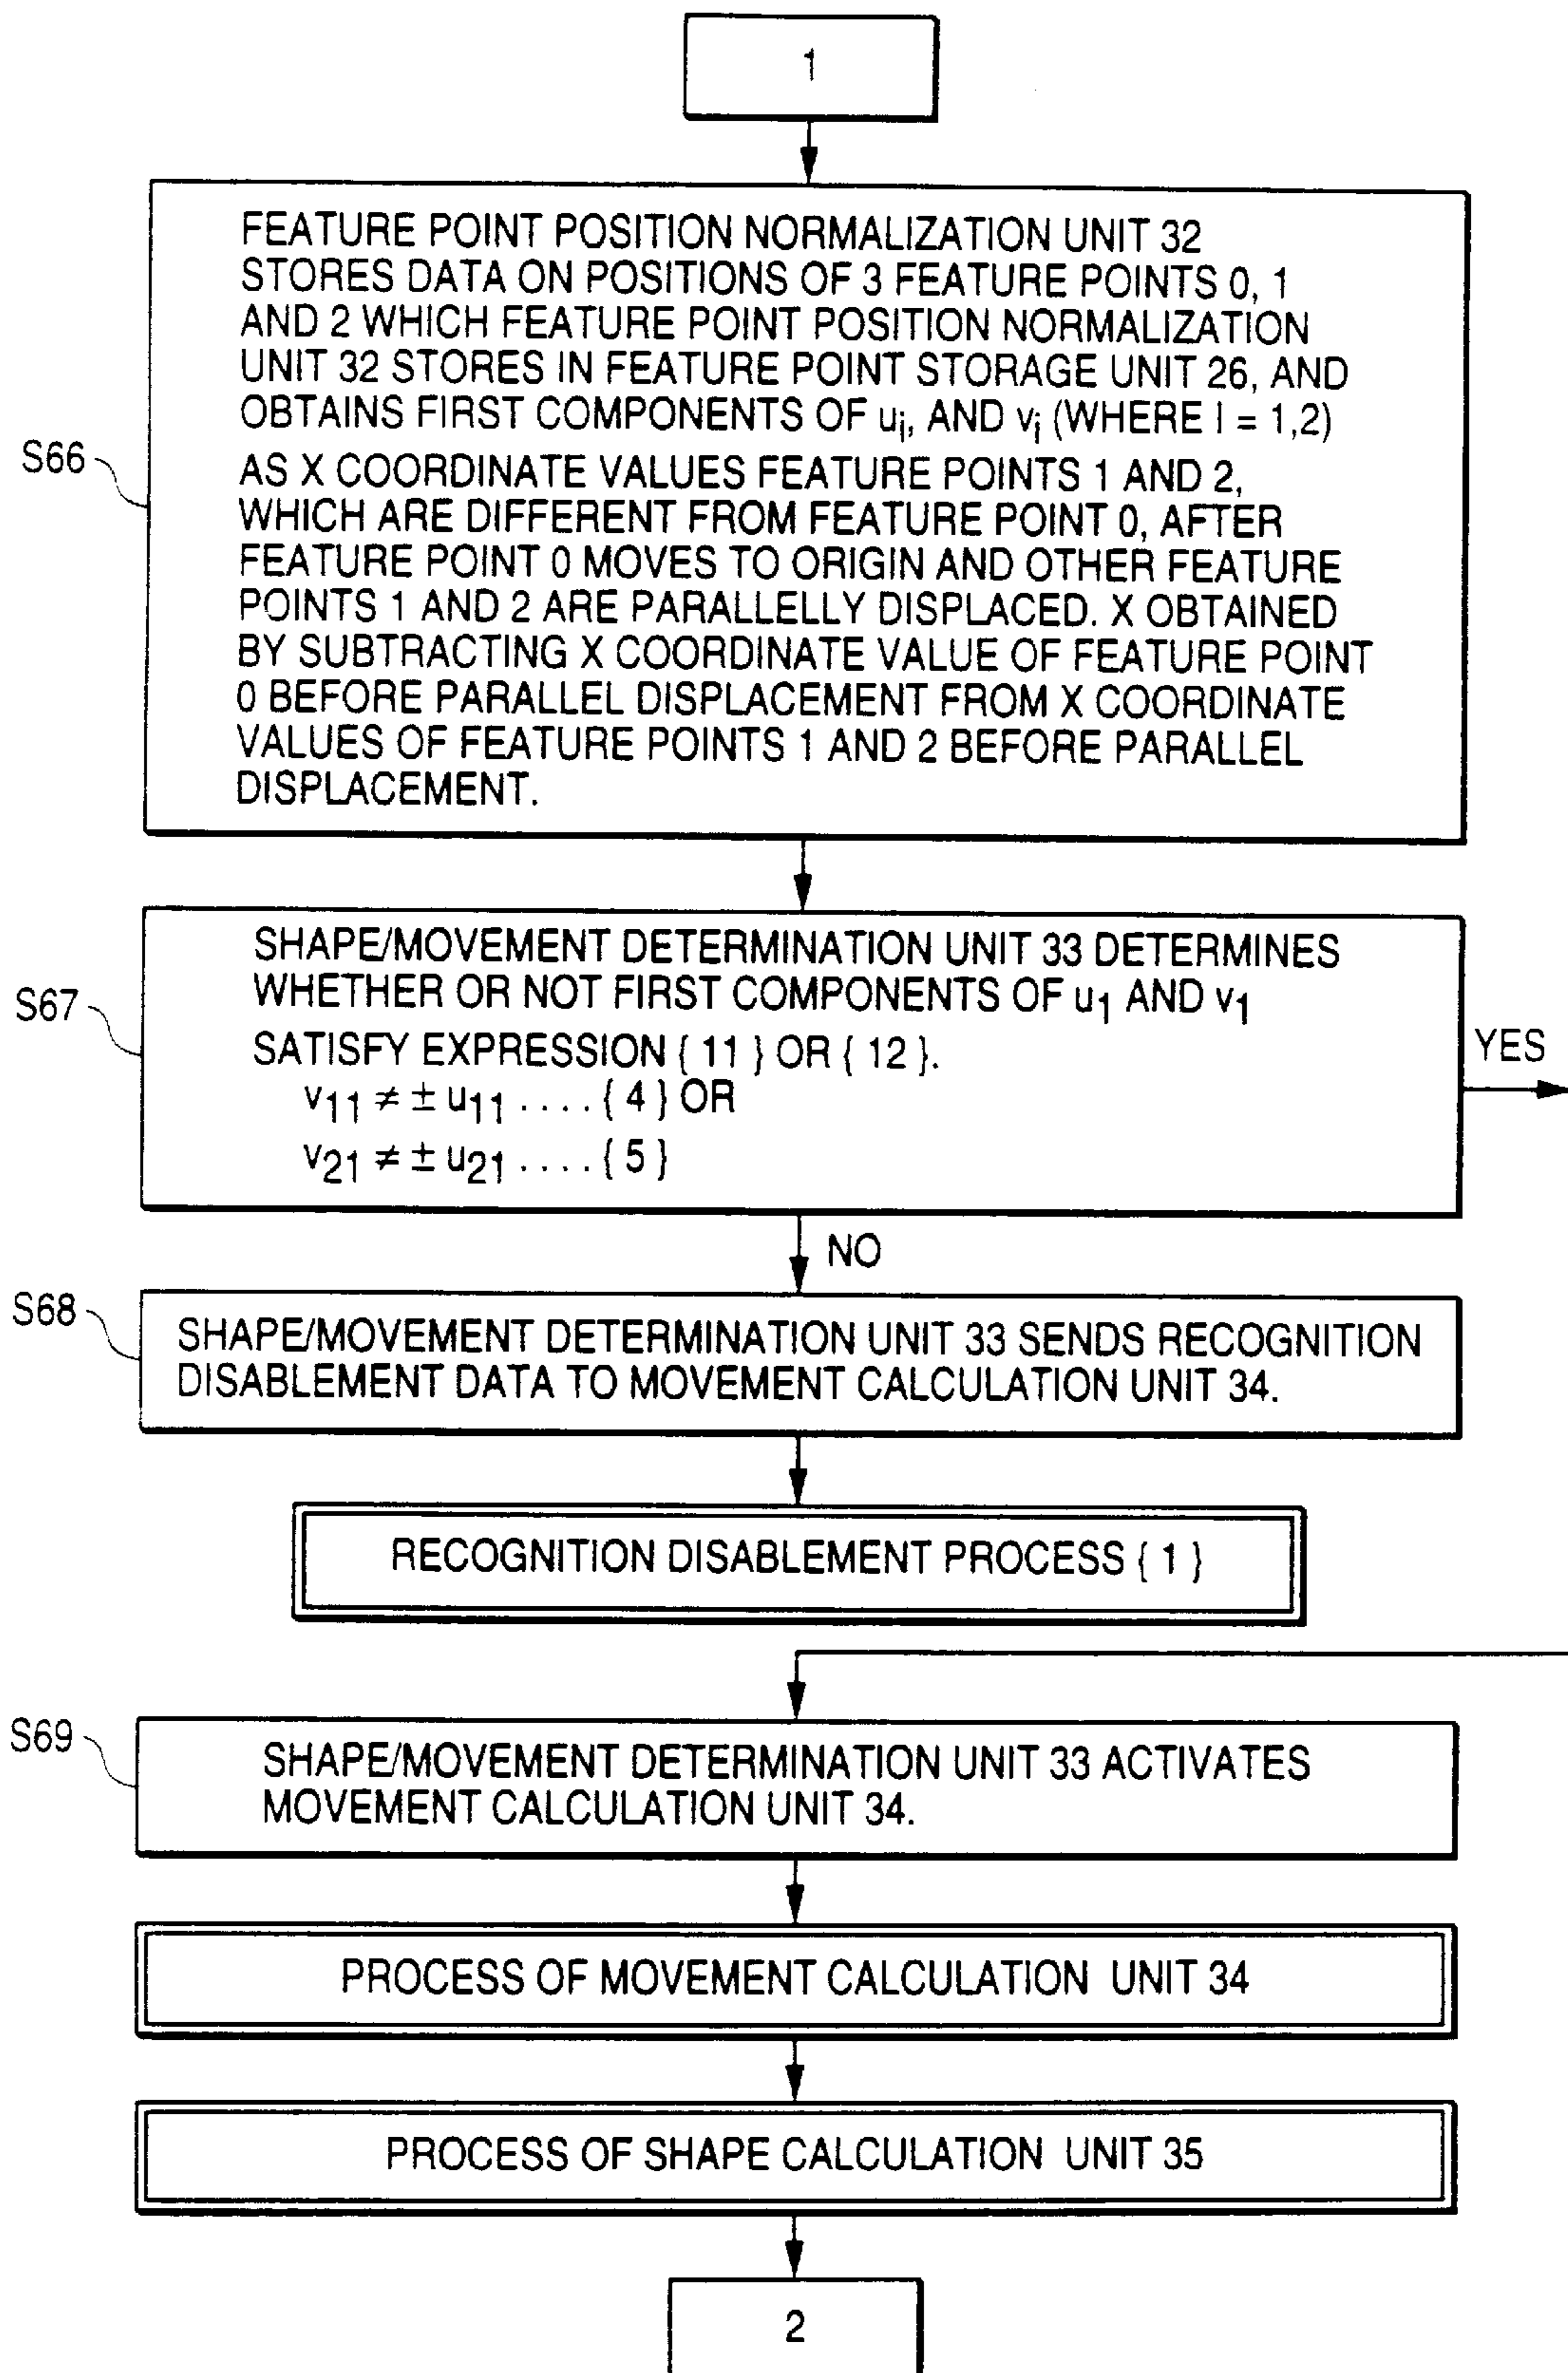 1
FEATURE POINT POSITION NORMALIZATION UNIT 32
STORES DATA ON POSITIONS OF 3 FEATURE POINTS 0, 1
AND 2 WHICH FEATURE POINT POSITION NORMALIZATION
UNIT 32 STORES IN FEATURE POINT STORAGE UNIT 26, AND
OBTAINS FIRST COMPONENTS OF ui, AND vi (WHERE I = 1,2)
S66
AS X COORDINATE VALUES FEATURE POINTS 1 AND 2,
WHICH ARE DIFFERENT FROM FEATURE POINT 0, AFTER
FEATURE POINT 0 MOVES TO ORIGIN AND OTHER FEATURE
POINTS 1 AND 2 ARE PARALLELLY DISPLACED. X OBTAINED
BY SUBTRACTING X COORDINATE VALUE OF FEATURE POINT
0 BEFORE PARALLEL DISPLACEMENT FROM X COORDINATE
VALUES OF FEATURE POINTS 1 AND 2 BEFORE PARALLEL
DISPLACEMENT.
SHAPE/MOVEMENT DETERMINATION UNIT 33 DETERMINES
WHETHER OR NOT FIRST COMPONENTS OF u1 AND v1
S67
SATISFY EXPRESSION { 11 } OR { 12 }.
YES
v11 ≠ ± u11 . . . . { 4 } OR
v21 ≠ ± u21 . . . . { 5 }
NO
S68
SHAPE/MOVEMENT DETERMINATION UNIT 33 SENDS RECOGNITION
DISABLEMENT DATA TO MOVEMENT CALCULATION UNIT 34.
RECOGNITION DISABLEMENT PROCESS { 1 }
S69
SHAPE/MOVEMENT DETERMINATION UNIT 33 ACTIVATES
MOVEMENT CALCULATION UNIT 34.
PROCESS OF MOVEMENT CALCULATION UNIT 34
PROCESS OF SHAPE CALCULATION UNIT 35
2